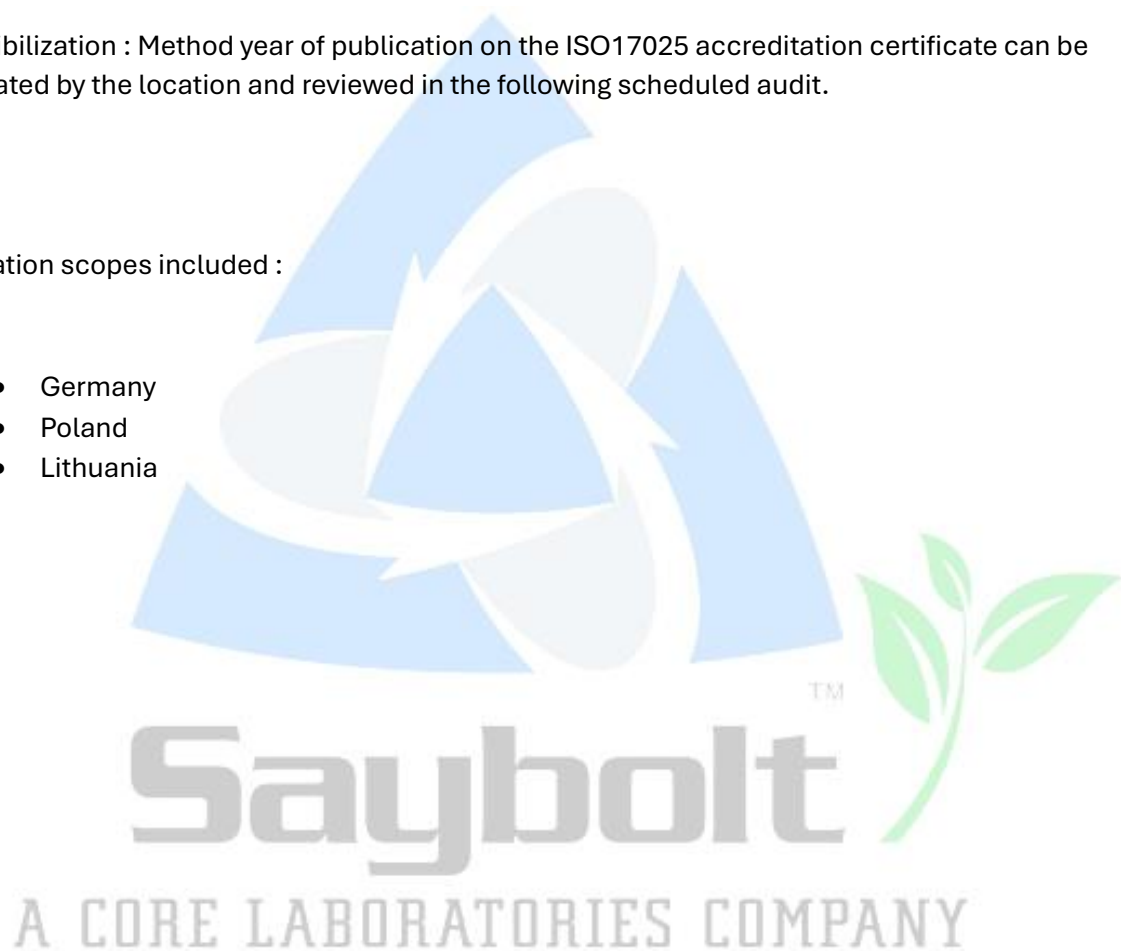 ibilization : Method year of publication on the ISO17025 accreditation certificate can be
ated by the location and reviewed in the following scheduled audit.
ation scopes included :
• Germany
• Poland
• Lithuania
TM
Saybolt
A CORE LABORATORIES COMPANY